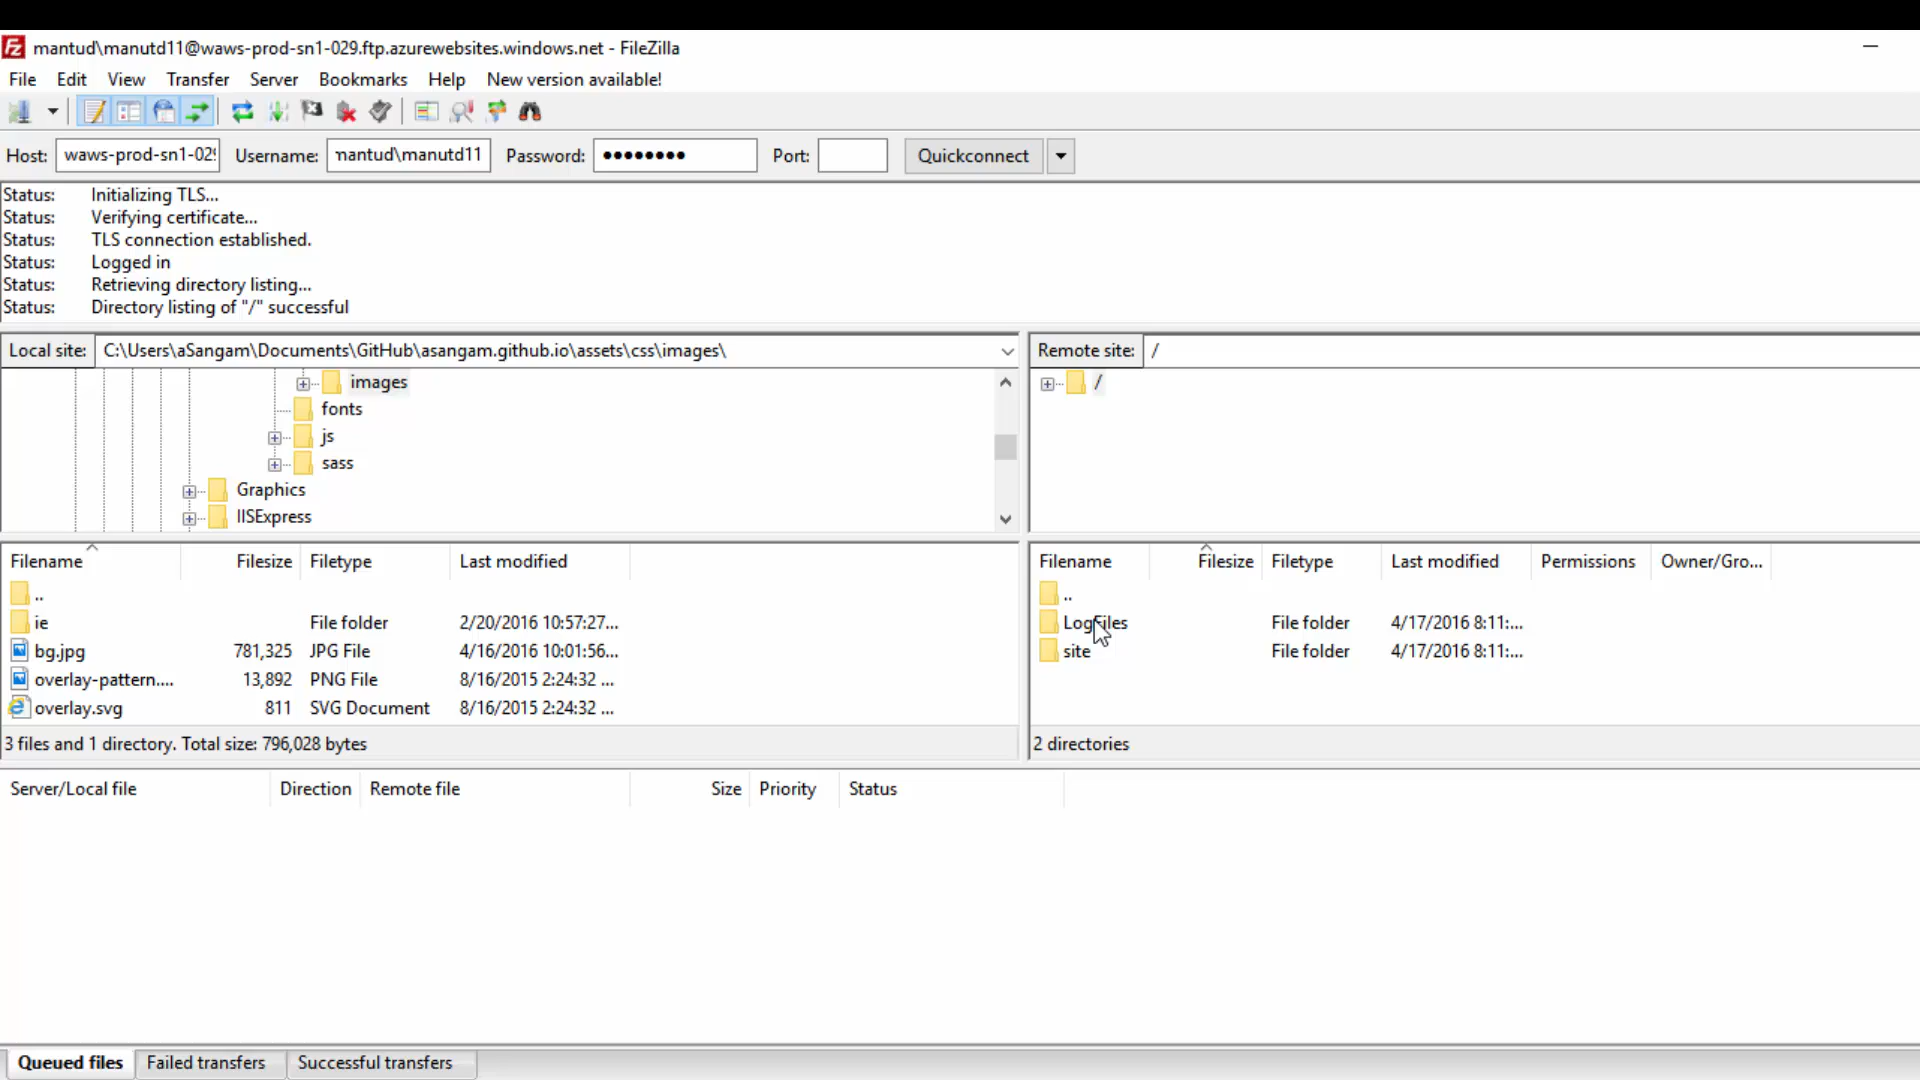 mantud\manutd11@waws-prod-sn1-029.ftp.azurewebsites.windows.net - FileZilla
File Edit View Transfer Server Bookmarks Help New version available!
Host: waws-prod-sn1-029 Username: mantud\manutd11 Password: ●●●●●●●● Port: Quickconnect
Status: Initializing TLS...
Status: Verifying certificate...
Status: TLS connection established.
Status: Logged in
Status: Retrieving directory listing...
Status: Directory listing of "/" successful
Local site: C:\Users\aSangam\Documents\GitHub\asangam.github.io\assets\css\images\
images
fonts
js
sass
Graphics
IISExpress
Remote site: /
/
Filename Filesize Filetype Last modified
..
ie File folder 2/20/2016 10:57:27...
bg.jpg 781,325 JPG File 4/16/2016 10:01:56...
overlay-pattern.... 13,892 PNG File 8/16/2015 2:24:32 ...
overlay.svg 811 SVG Document 8/16/2015 2:24:32 ...
3 files and 1 directory. Total size: 796,028 bytes
Filename Filesize Filetype Last modified Permissions Owner/Gro...
..
LogFiles File folder 4/17/2016 8:11:...
site File folder 4/17/2016 8:11:...
2 directories
Server/Local file Direction Remote file Size Priority Status
Queued files Failed transfers Successful transfers